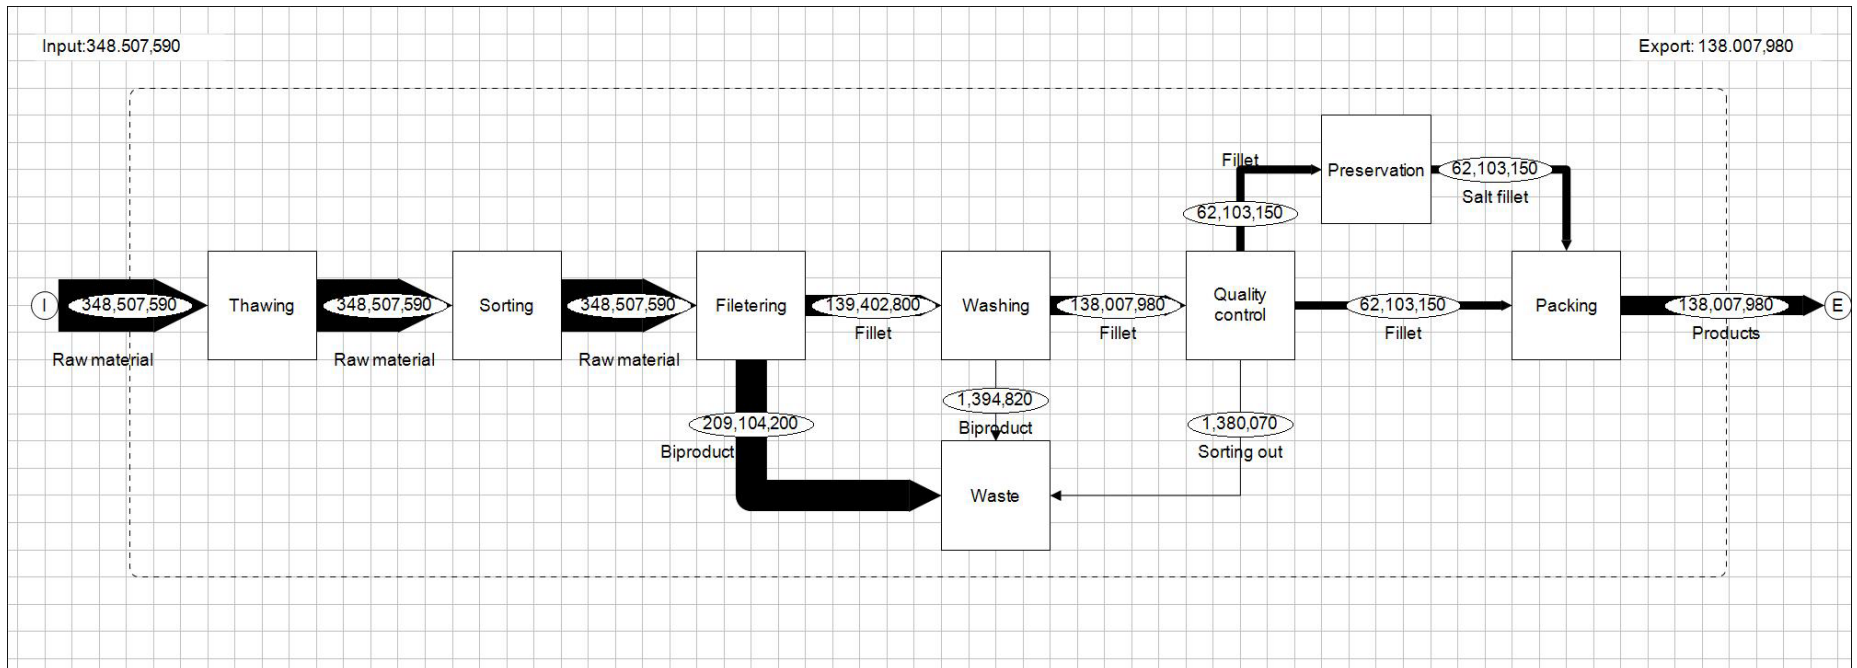 Input:348.507,590
Export: 138.007,980
Fillet
Preservation
62,103,150
Salt fillet
62,103,150
I
348,507,590
Raw material
Thawing
348,507,590
Raw material
Sorting
348,507,590
Raw material
Filetering
139,402,800
Fillet
Washing
138,007,980
Fillet
Quality
control
62,103,150
Fillet
Packing
138,007,980
Products
E
209,104,200
Biproduct
1,394,820
Biproduct
1,380,070
Sorting out
Waste